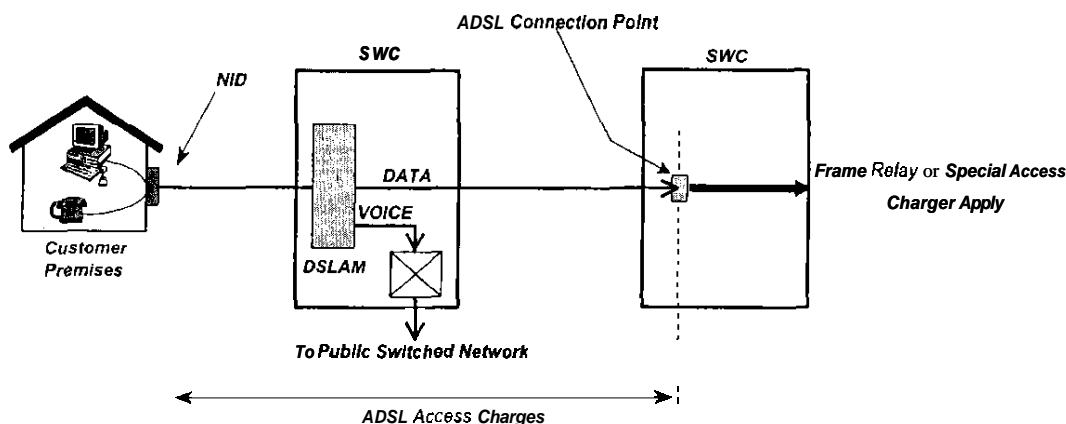 ADSL Connection Point
SWC
SWC
NID
DATA
Frame Relay or Special Access
Charger Apply
VOICE
Customer
Premises
DSLAM
To Public Switched Network
ADSL Access Charges